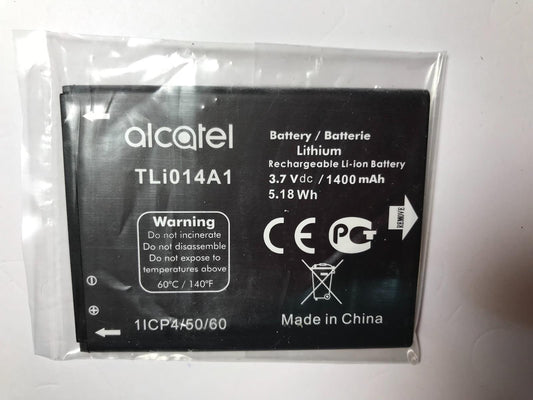 alcatel
TLi014A1
Battery / Batterie
Lithium
Rechargeable Li-ion Battery
3.7 Vdc / 1400 mAh
5.18 Wh
Warning
Do not incinerate
Do not disassemble
Do not expose to
temperatures above
60°C / 140°F
CE
РСТ
REMOVE
1ICP4/50/60
Made in China